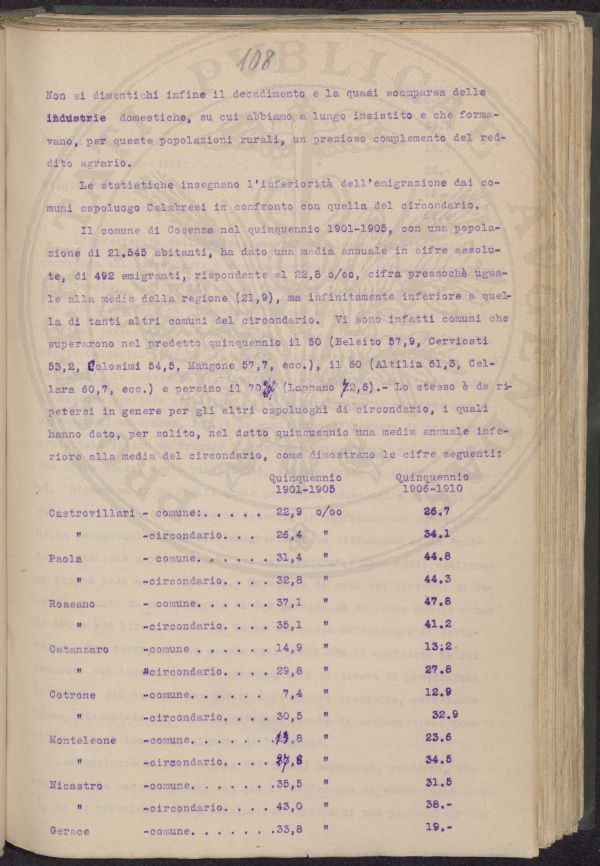 108
Non si dimentichi infine il decadimento e la quasi scomparsa delle
industrie domestiche, su cui abbiamo a lungo insistito e che forma-
vano, per queste popolazioni rurali, un prezioso complemento del red-
dito agrario.
Le statistiche insegnano l'inferiorità dell'emigrazione dai co-
muni capoluogo Calabresi in confronto con quella del circondario.
Il comune di Cosenza nel quinquennio 1901-1905, con una popola-
zione di 21.545 abitanti, ha dato una media annuale in cifre assolu-
te, di 492 emigranti, rispondente al 22,8 o/oo, cifra pressochè ugua-
le alla media della regione (21,9), ma infinitamente inferiore a quel-
la di tanti altri comuni del circondario. Vi sono infatti comuni che
superarono nel predetto quinquennio il 50 (Belsito 57,9, Cervicati
53,2, Colosimi 54,5, Mangone 57,7, ecc.), il 60 (Altilia 61,3, Cel-
lara 60,7, ecc.) e persino il 70 (Lappano 72,6).- Lo stesso è da ri-
petersi in genere per gli altri capoluoghi di circondario, i quali
hanno dato, per solito, nel detto quinquennio una media annuale infe-
riore alla media del circondario, come dimostrano le cifre seguenti:
Quinquennio Quinquennio
1901-1905 1906-1910
Castrovillari - comune:. . . . . 22,9 o/oo 26.7
" -circondario. . . 26,4 " 34.1
Paola - comune. . . . . . 31,4 " 44.8
" -circondario. . . . 32,8 " 44.3
Rossano - comune. . . . . . 37,1 " 47.8
" -circondario. . . . 35,1 " 41.2
Catanzaro -comune . . . . . . 14,9 " 13:2
" -circondario. . . . 29,8 " 27.8
Cotrone -comune. . . . . . 7,4 " 12.9
" -circondario. . . . 30,5 " 32.9
Monteleone -comune. . . . . . . ,8 " 23.6
" -circondario. . . . " 34.5
Nicastro -comune. . . . . . .35,5 " 31.5
" -circondario. . . . 43,0 " 38.-
Gerace -comune. . . . . . .33,8 " 19.-